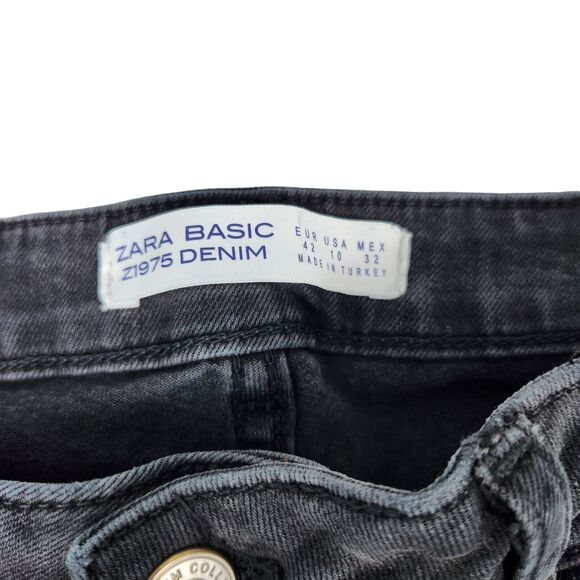 ZARA BASIC
Z1975 DENIM
EUR USA MEX
42 10 32
MADE IN TURKEY